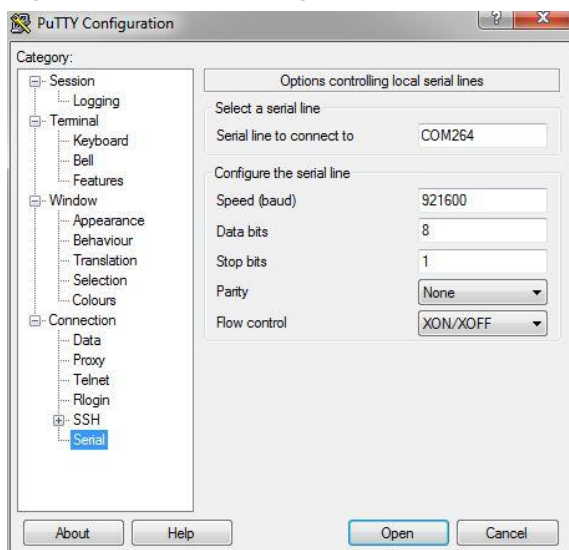 PuTTY Configuration
Category:
Session
Logging
Terminal
Keyboard
Bell
Features
Window
Appearance
Behaviour
Translation
Selection
Colours
Connection
Data
Proxy
Telnet
Rlogin
SSH
Serial
Options controlling local serial lines
Select a serial line
Serial line to connect to COM264
Configure the serial line
Speed (baud) 921600
Data bits 8
Stop bits 1
Parity None
Flow control XON/XOFF
About Help Open Cancel